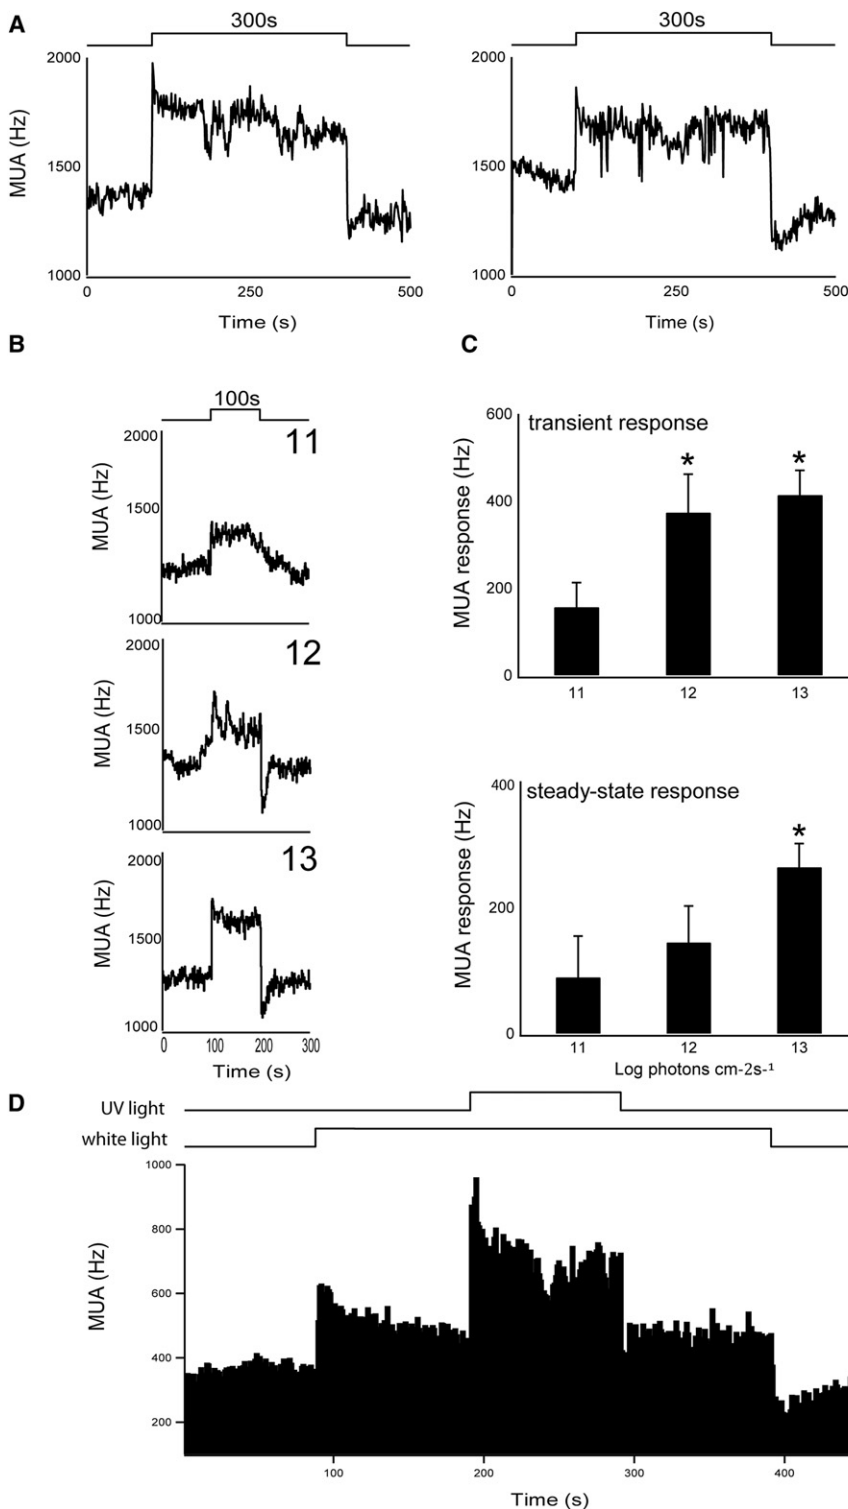 A
300s
300s
2000
1500
1000
MUA (Hz)
0
250
500
Time (s)
2000
1500
1000
0
250
500
Time (s)
B
100s
11
2000
1500
1000
MUA (Hz)
12
2000
1500
1000
MUA (Hz)
13
2000
1500
1000
MUA (Hz)
0
100
200
300
Time (s)
C
transient response
600
400
200
0
MUA response (Hz)
*
*
11
12
13
steady-state response
400
200
0
MUA response (Hz)
*
11
12
13
Log photons cm-2s-¹
D
UV light
white light
1000
800
600
400
200
MUA (Hz)
100
200
300
400
Time (s)